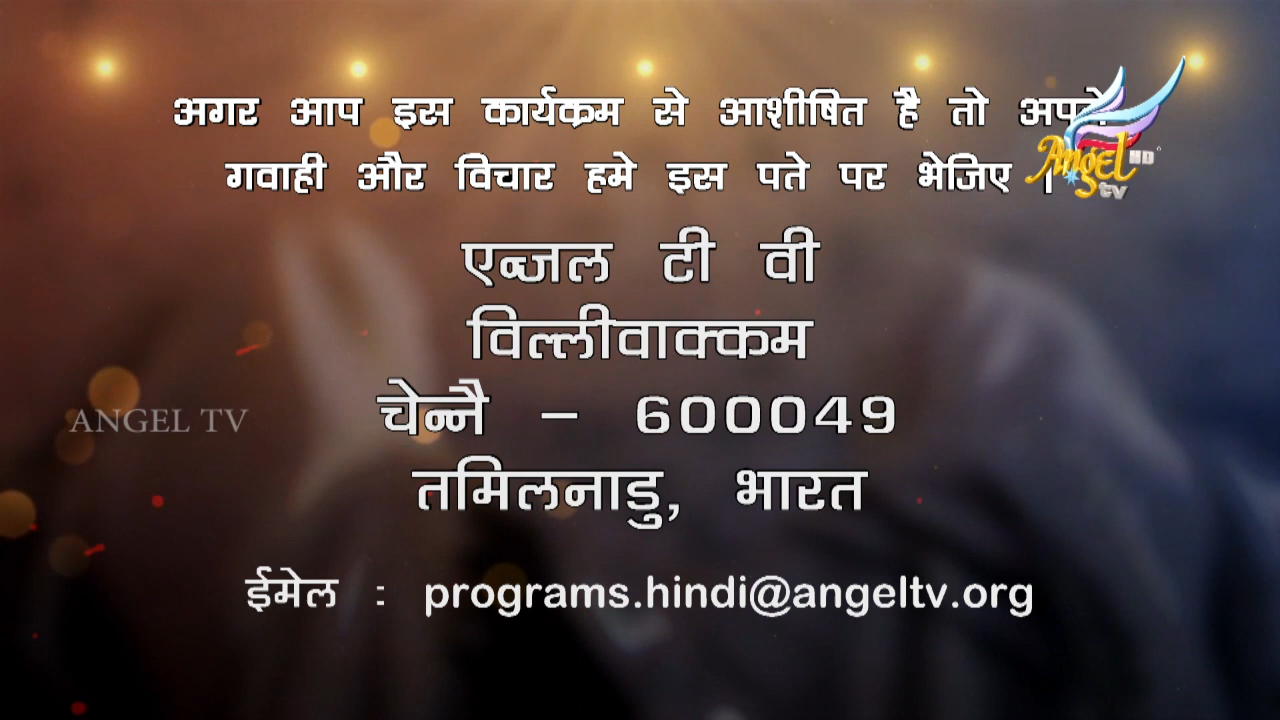 अगर आप इस कार्यक्रम से आशीषित है तो अपने
गवाही और विचार हमे इस पते पर भेजिए ।
Angel HD
tv
एन्जल टी वी
विल्लीवाक्कम
चेन्नै – 600049
ANGEL TV
तमिलनाडु, भारत
ईमेल : programs.hindi@angeltv.org